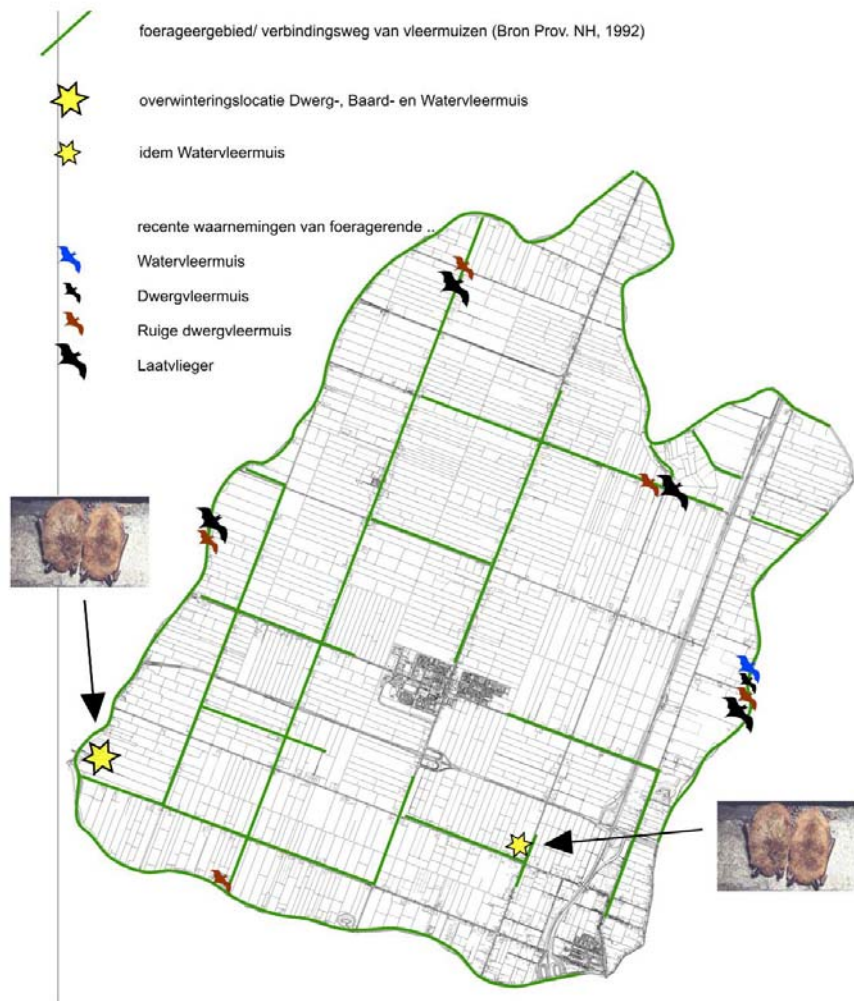 foerageergebied/ verbindingsweg van vleermuizen (Bron Prov. NH, 1992)
overwinteringslocatie Dwerg-, Baard- en Watervleermuis
idem Watervleermuis
recente waarnemingen van foeragerende ..
Watervleermuis
Dwergvleermuis
Ruige dwergvleermuis
Laatvlieger